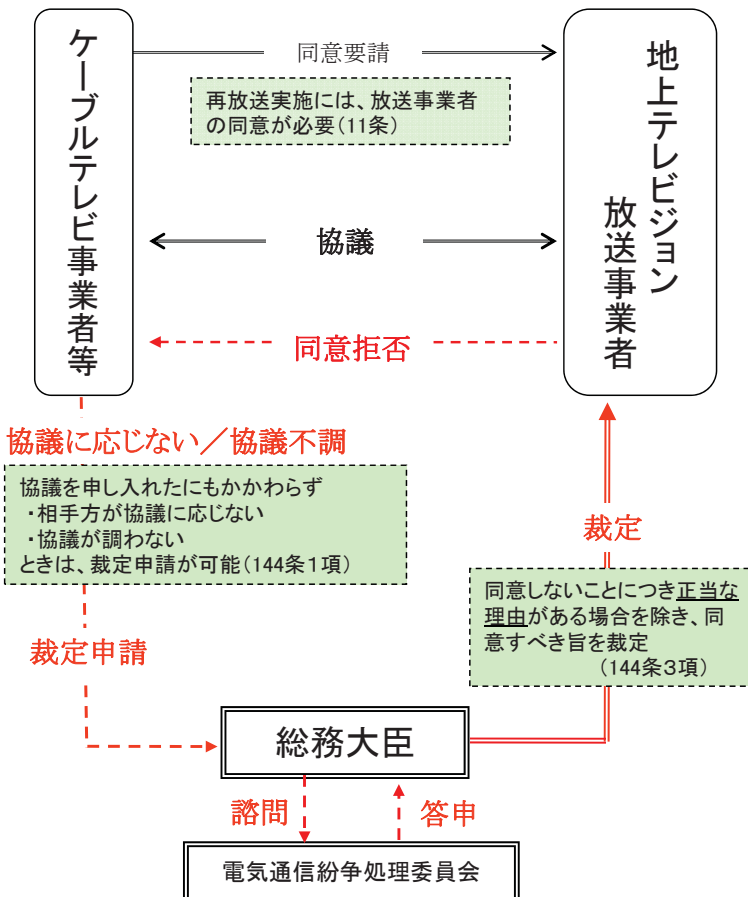 ケーブルテレビ事業者等
同意要請
再放送実施には、放送事業者
の同意が必要(11条)
地上テレビジョン
放送事業者
協議
同意拒否
協議に応じない／協議不調
協議を申し入れたにもかかわらず
・相手方が協議に応じない
・協議が調わない
ときは、裁定申請が可能(144条１項)
裁定
同意しないことにつき正当な
理由がある場合を除き、同
意すべき旨を裁定
(144条３項)
裁定申請
総務大臣
諮問
答申
電気通信紛争処理委員会